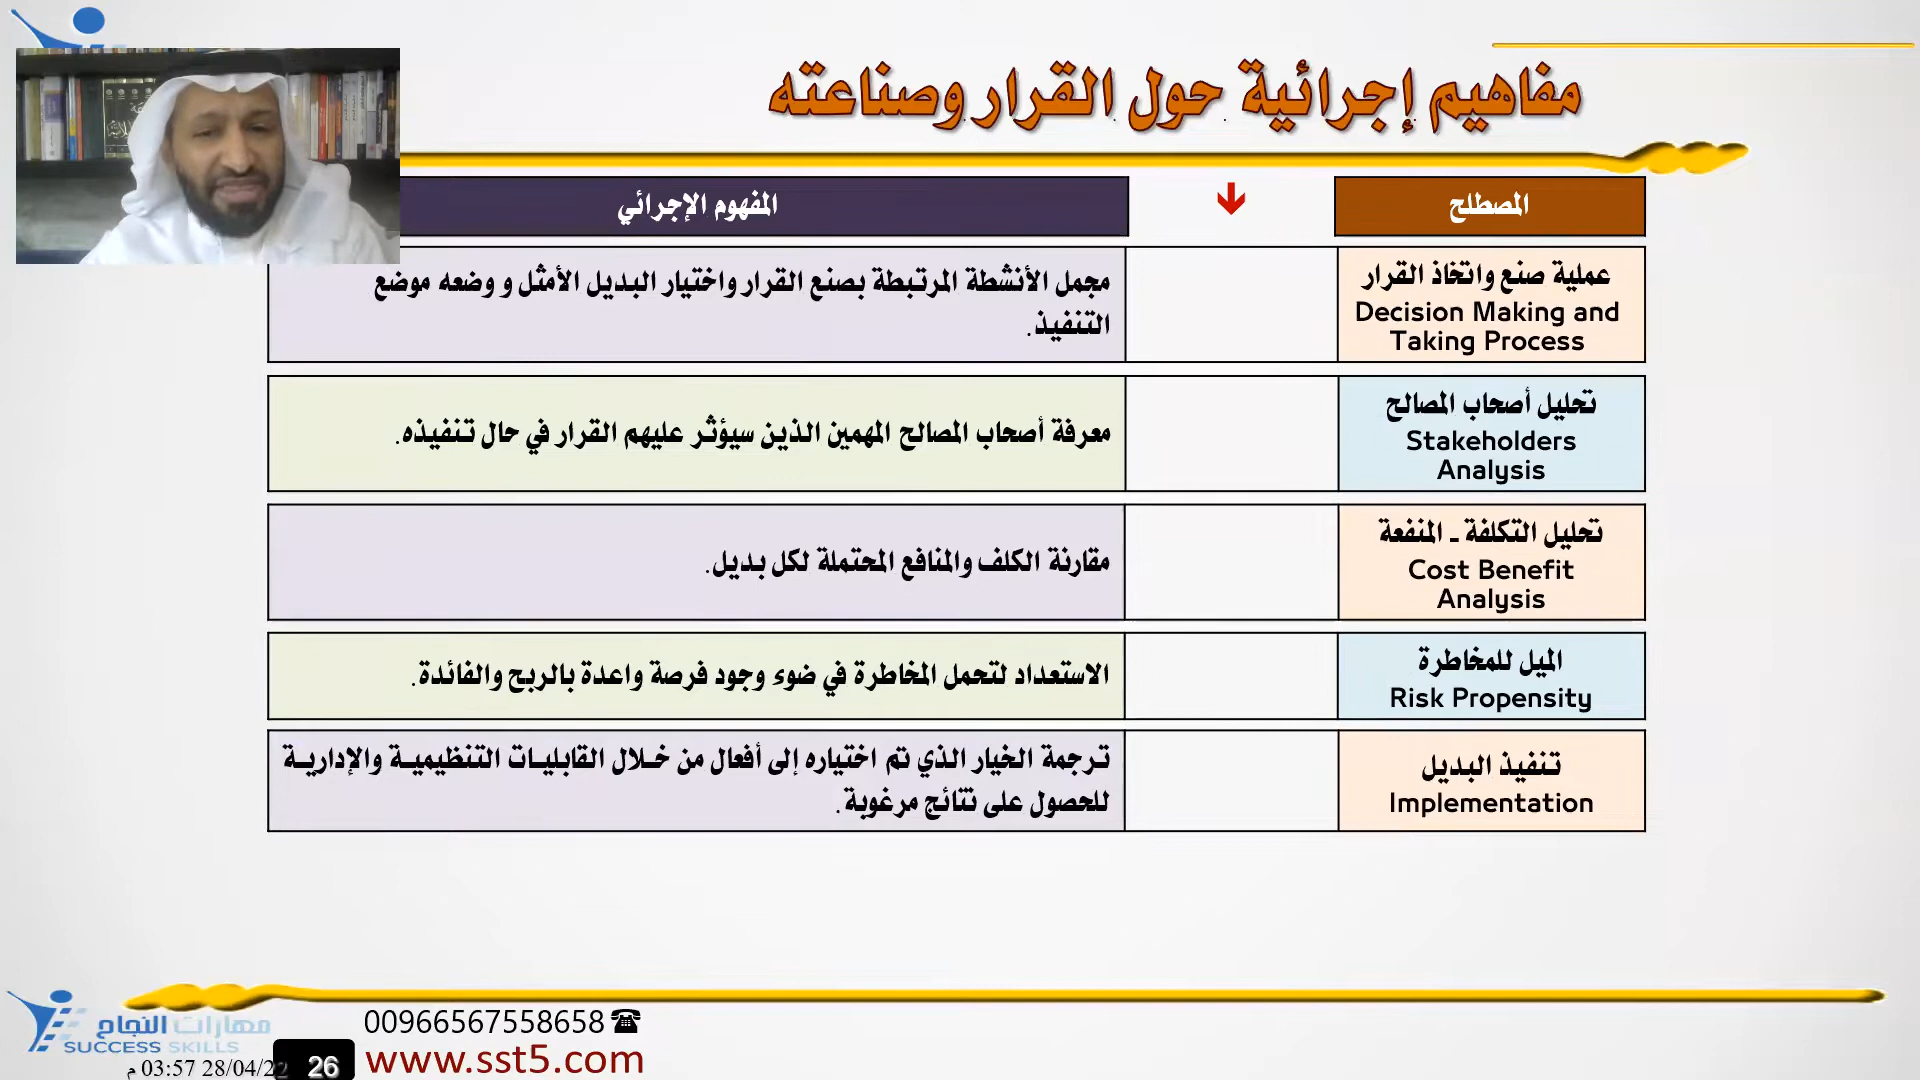 مفاهيم إجرائية حول القرار وصناعته
المصطلح
المفهوم الإجرائي
عملية صنع واتخاذ القرار
Decision Making and
Taking Process
مجمل الأنشطة المرتبطة بصنع القرار واختيار البديل الأمثل و وضعه موضع
التنفيذ.
تحليل أصحاب المصالح
Stakeholders
Analysis
معرفة أصحاب المصالح المهمين الذين سيؤثر عليهم القرار في حال تنفيذه.
تحليل التكلفة - المنفعة
Cost Benefit
Analysis
مقارنة الكلف والمنافع المحتملة لكل بديل.
الميل للمخاطرة
Risk Propensity
الاستعداد لتحمل المخاطرة في ضوء وجود فرصة واعدة بالربح والفائدة.
تنفيذ البديل
Implementation
ترجمة الخيار الذي تم اختياره إلى أفعال من خلال القابليات التنظيمية والإدارية
للحصول على نتائج مرغوبة.
مهارات النجاح
SUCCESS SKILLS
00966567558658
www.sst5.com
28/04/22 03:57 م
26